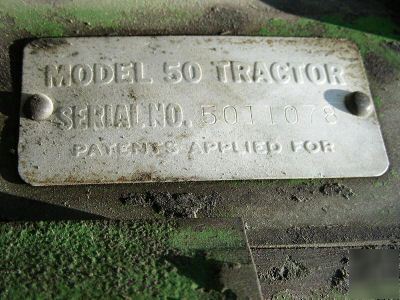 MODEL 50 TRACTOR
SERIAL NO. 5011078
PATENTS APPLIED FOR